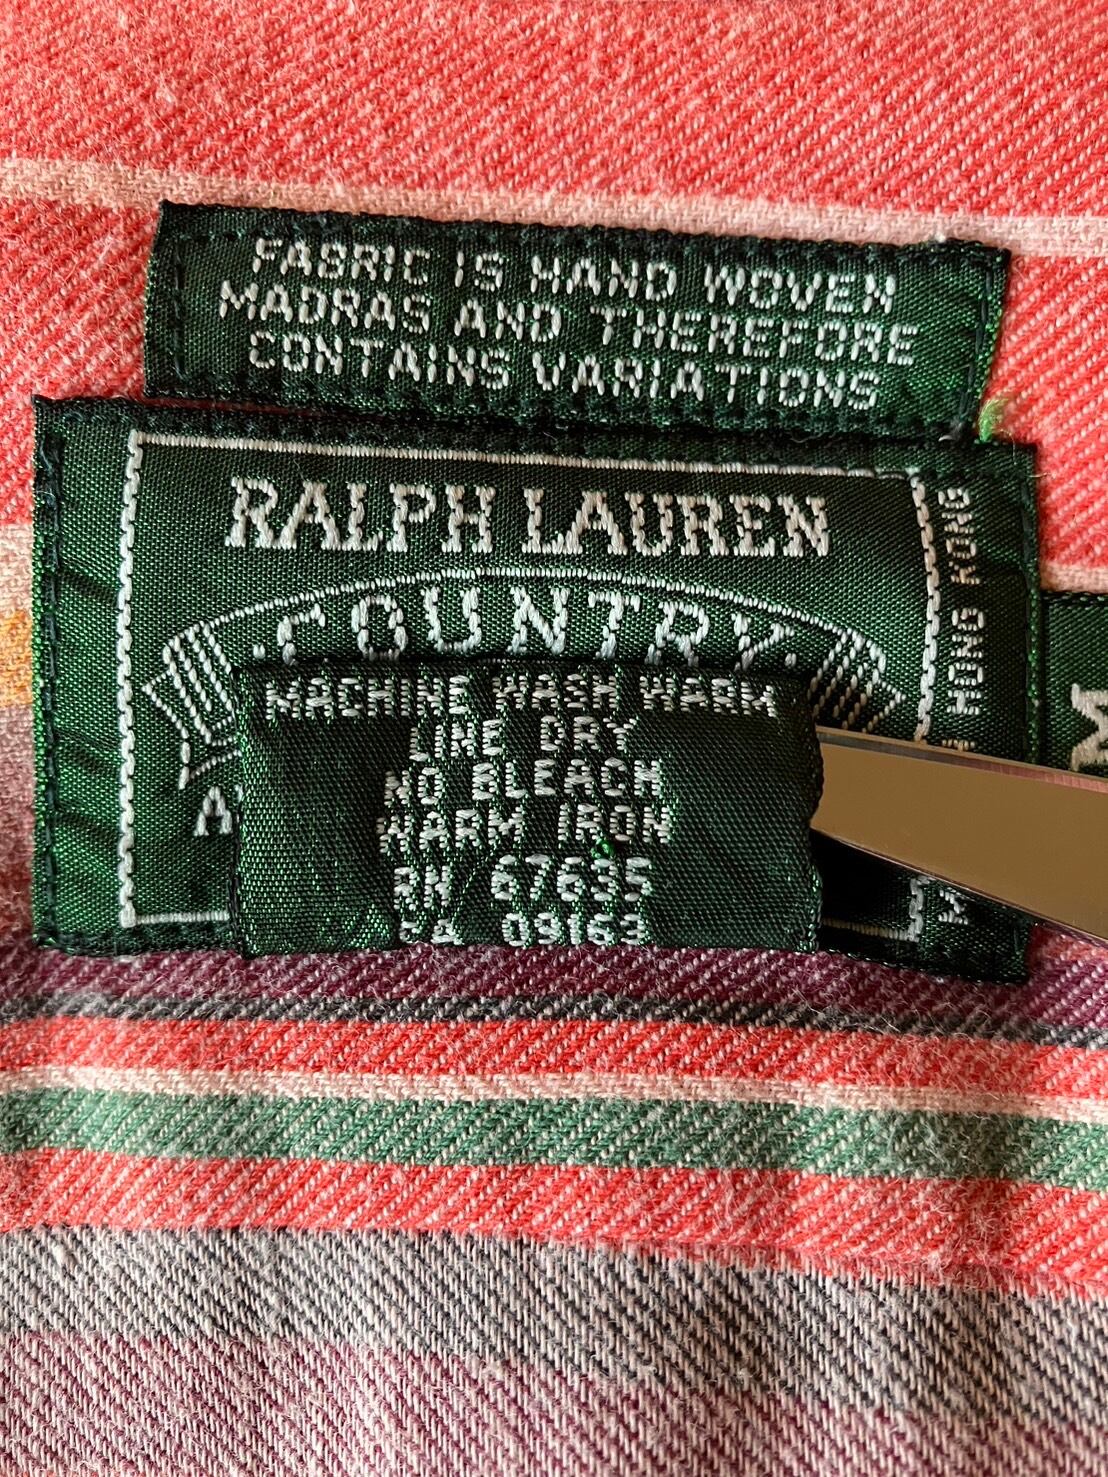 FABRIC IS HAND WOVEN
MADRAS AND THEREFORE
CONTAINS VARIATIONS
RALPH LAUREN
COUNTRY
HONG KONG
M
MACHINE WASH WARM
LINE DRY
NO BLEACH
WARM IRON
RN 67635
CA 09163